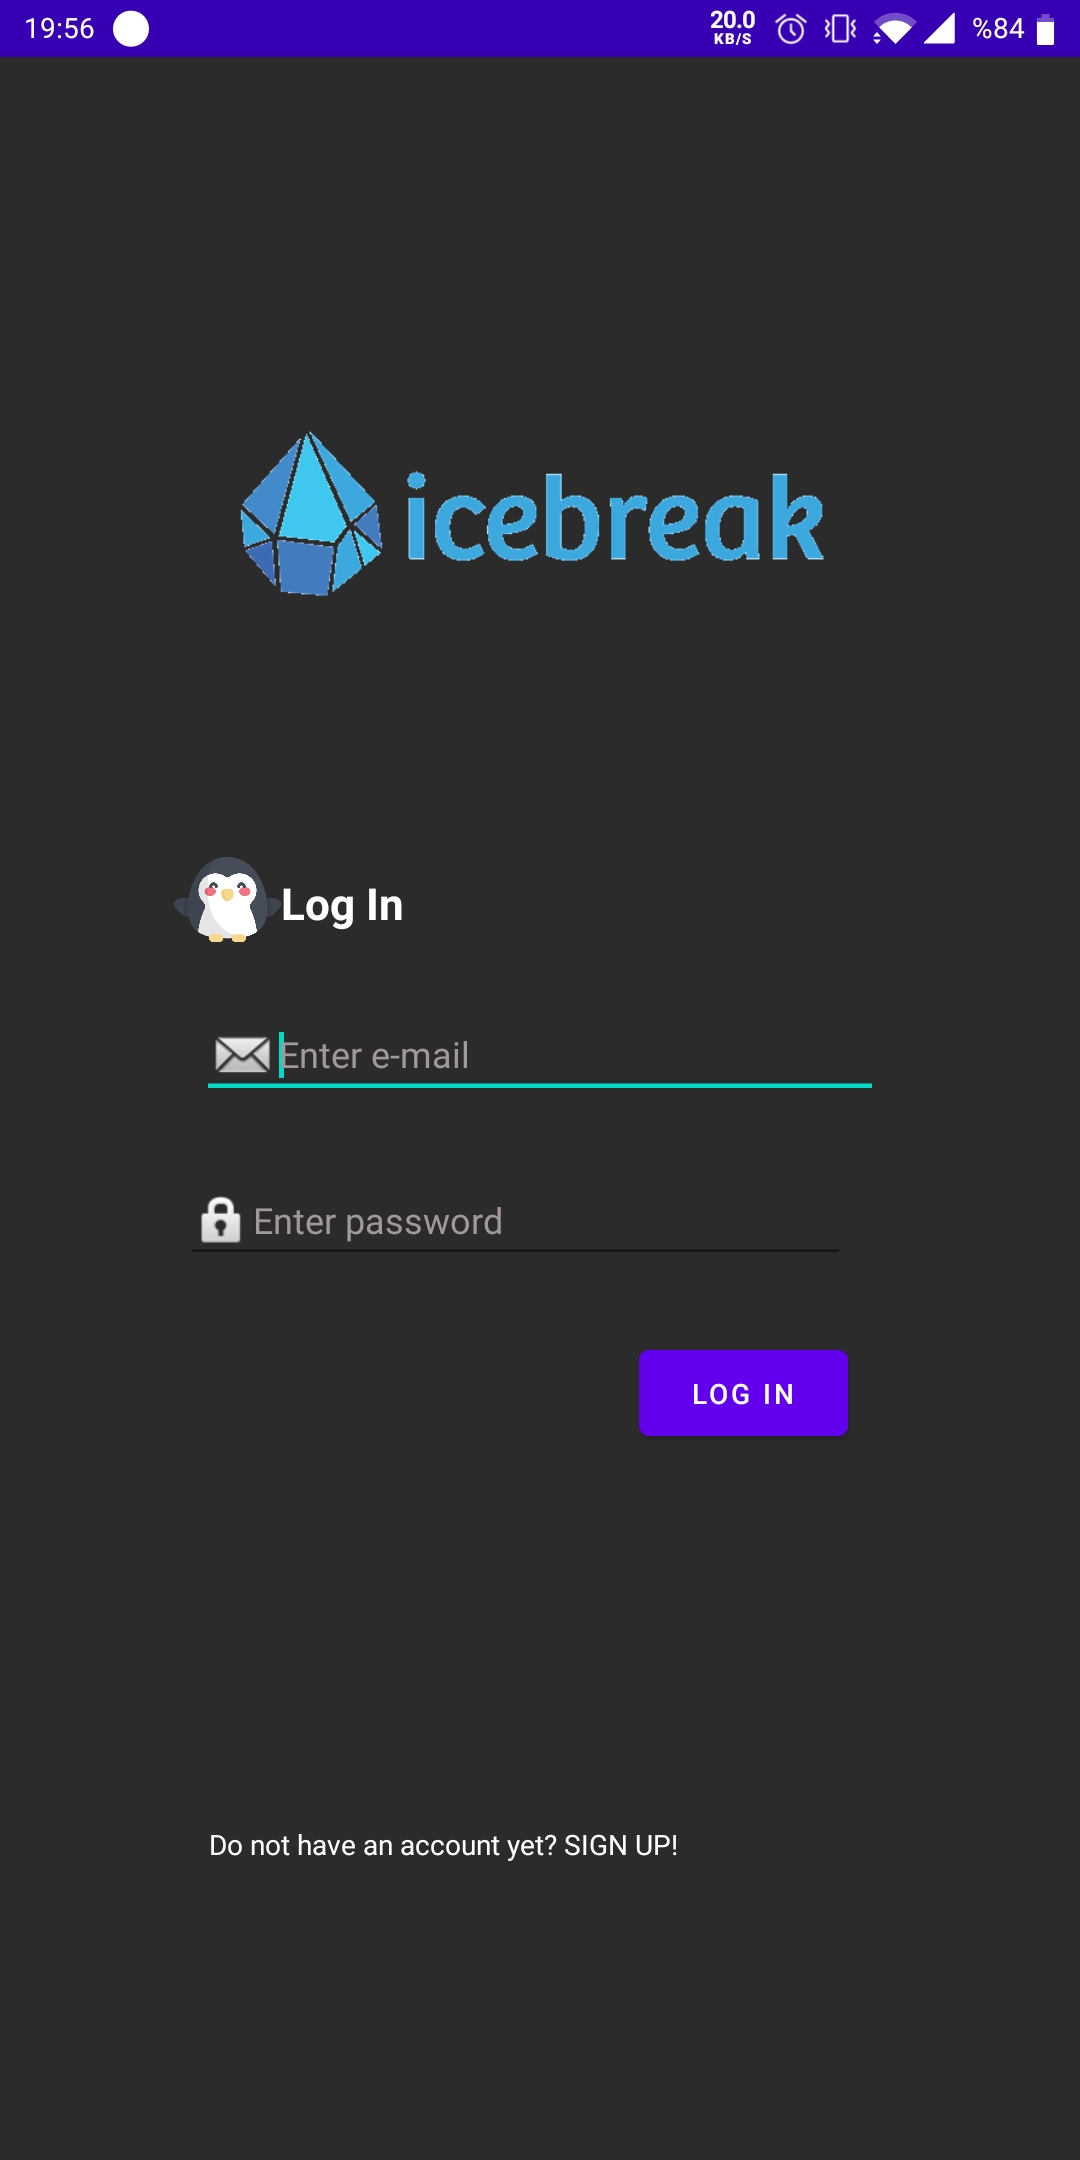 19:56 20.0 KB/S %84
icebreak
Log In
Enter e-mail
Enter password
LOG IN
Do not have an account yet? SIGN UP!